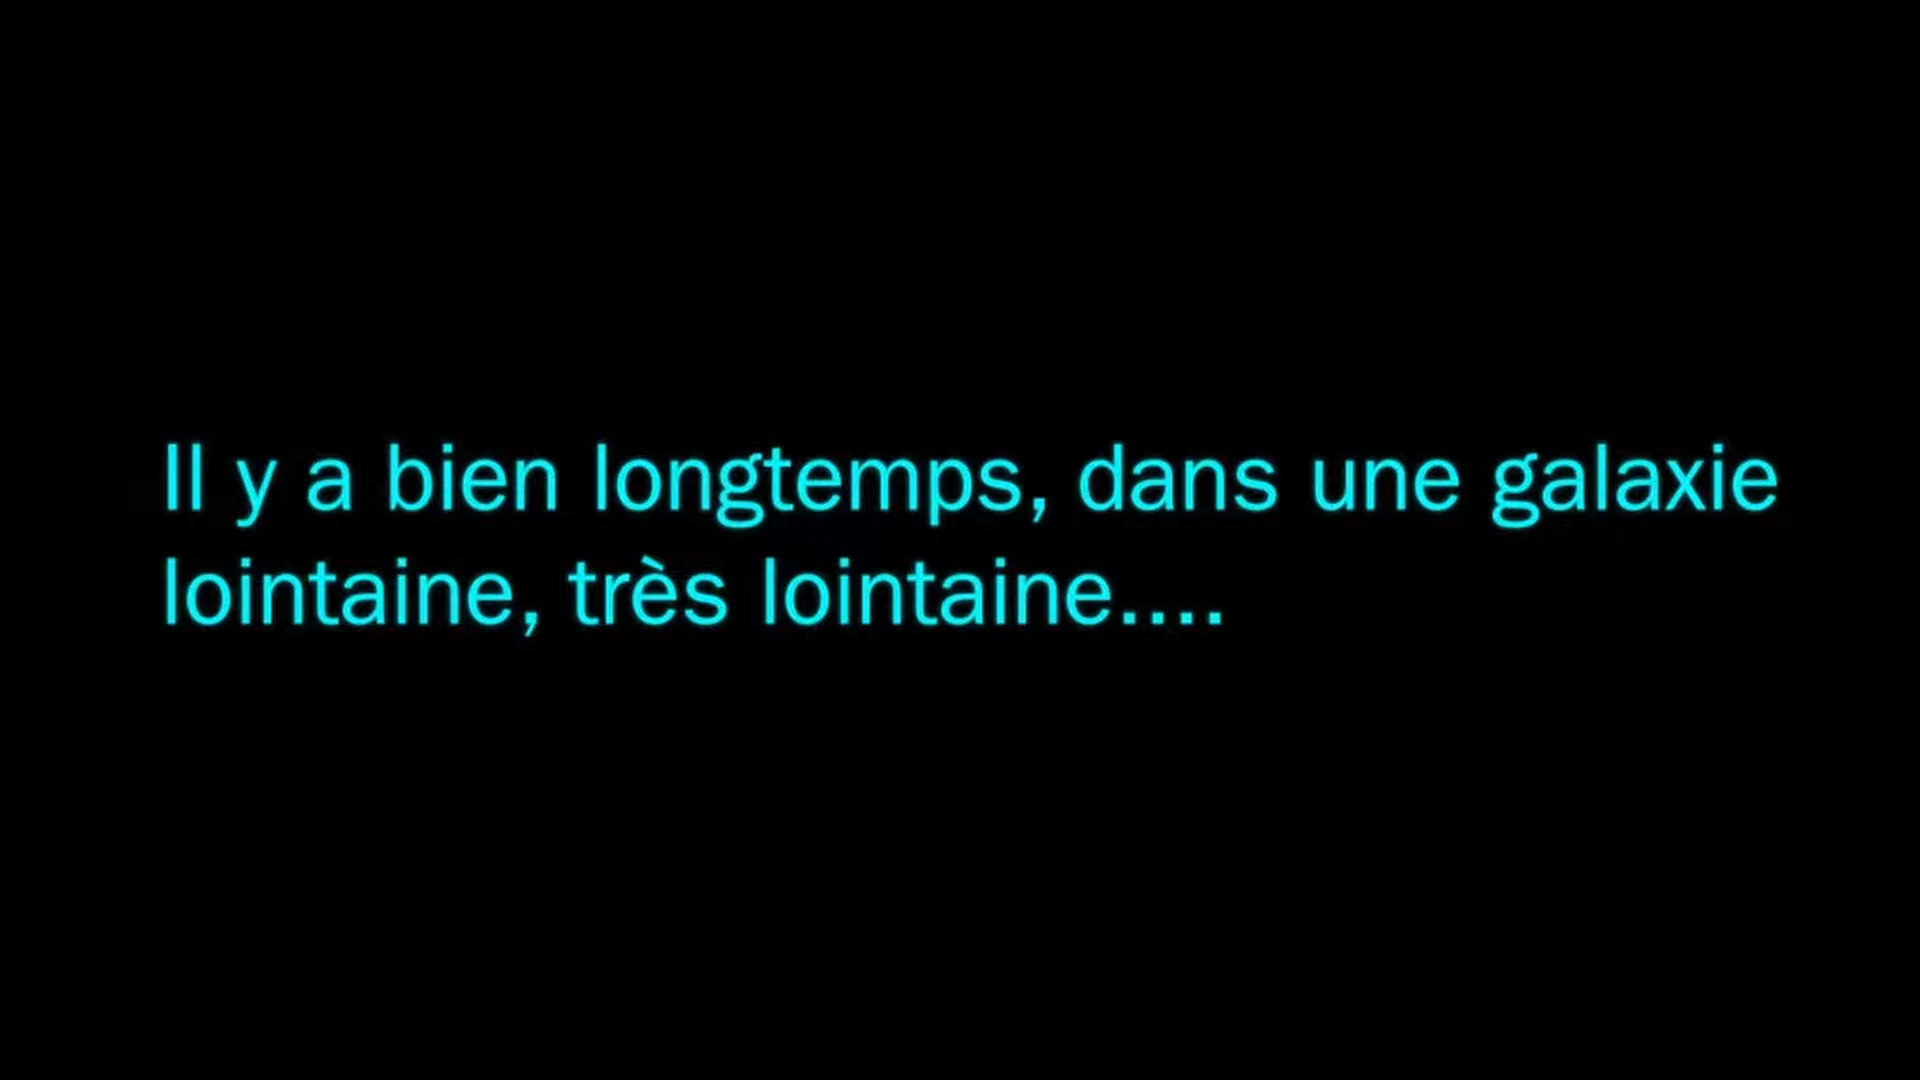 Il y a bien longtemps, dans une galaxie
lointaine, très lointaine....